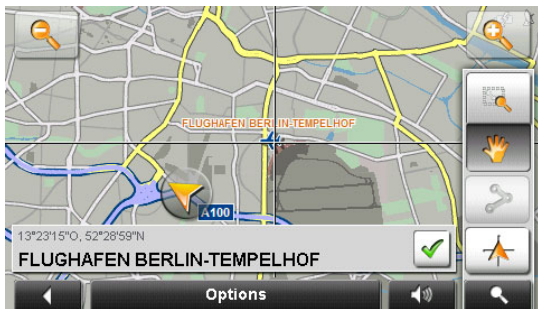 FLUGHAFEN BERLIN-TEMPELHOF
A100
13°23'15"O, 52°28'59"N
FLUGHAFEN BERLIN-TEMPELHOF
Options